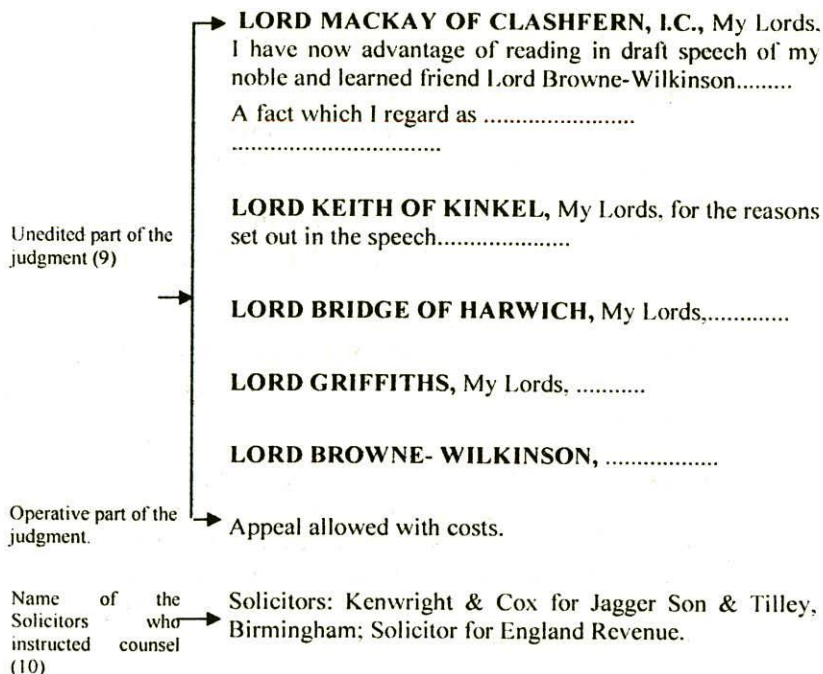 LORD MACKAY OF CLASHFERN, I.C., My Lords.
I have now advantage of reading in draft speech of my
noble and learned friend Lord Browne-Wilkinson.........
A fact which I regard as .......................
................................
LORD KEITH OF KINKEL, My Lords, for the reasons
set out in the speech....................
Unedited part of the
judgment (9)
LORD BRIDGE OF HARWICH, My Lords,.............
LORD GRIFFITHS, My Lords, ...........
LORD BROWNE- WILKINSON, ..................
Operative part of the
judgment.
Appeal allowed with costs.
Name of the
Solicitors who
instructed counsel
(10)
Solicitors: Kenwright & Cox for Jagger Son & Tilley,
Birmingham; Solicitor for England Revenue.